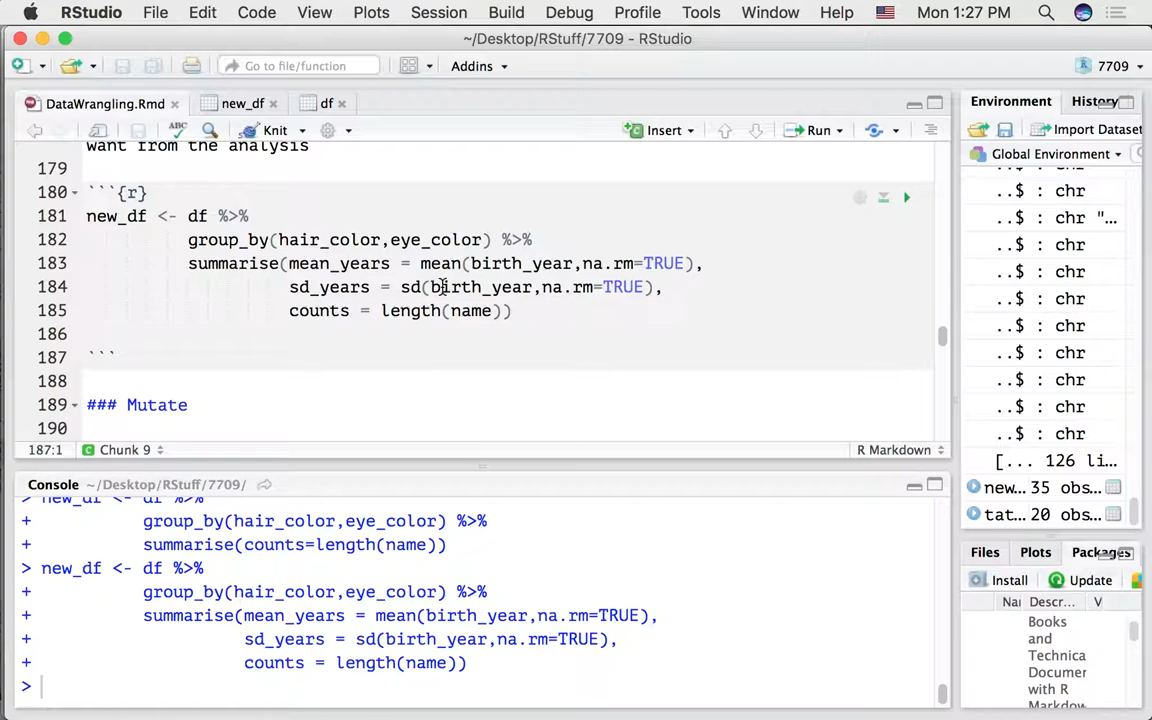 RStudio File Edit Code View Plots Session Build Debug Profile Tools Window Help Mon 1:27 PM
~/Desktop/RStuff/7709 - RStudio
Go to file/function Addins 7709
DataWrangling.Rmd new_df df
ABC Knit Insert Run
want from the analysis
179
180 ```{r}
181 new_df <- df %>%
182 group_by(hair_color,eye_color) %>%
183 summarise(mean_years = mean(birth_year,na.rm=TRUE),
184 sd_years = sd(birth_year,na.rm=TRUE),
185 counts = length(name))
186
187 ```
188
189 ### Mutate
190
187:1 Chunk 9 R Markdown
Console ~/Desktop/RStuff/7709/
> new_df <- df %>%
+ group_by(hair_color,eye_color) %>%
+ summarise(counts=length(name))
> new_df <- df %>%
+ group_by(hair_color,eye_color) %>%
+ summarise(mean_years = mean(birth_year,na.rm=TRUE),
+ sd_years = sd(birth_year,na.rm=TRUE),
+ counts = length(name))
>
Environment History
Import Dataset
Global Environment
..$ : chr
..$ : chr
..$ : chr "…
..$ : chr
..$ : chr
..$ : chr
..$ : chr
..$ : chr
..$ : chr
..$ : chr
..$ : chr
[... 126 li…
new… 35 obs…
tat… 20 obs…
Files Plots Packages
Install Update
Nai Descr... V
Books
and
Technica
Documer
with R
Markdow